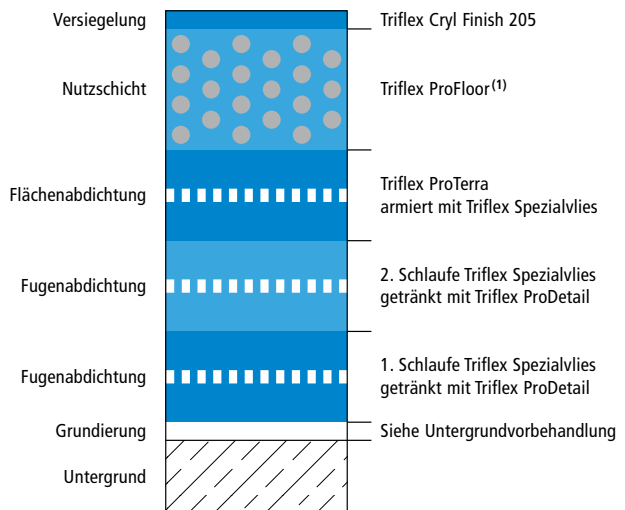 Versiegelung
Triflex Cryl Finish 205
Nutzschicht
Triflex ProFloor(1)
Flächenabdichtung
Triflex ProTerra
armiert mit Triflex Spezialvlies
Fugenabdichtung
2. Schlaufe Triflex Spezialvlies
getränkt mit Triflex ProDetail
Fugenabdichtung
1. Schlaufe Triflex Spezialvlies
getränkt mit Triflex ProDetail
Grundierung
Siehe Untergrundvorbehandlung
Untergrund